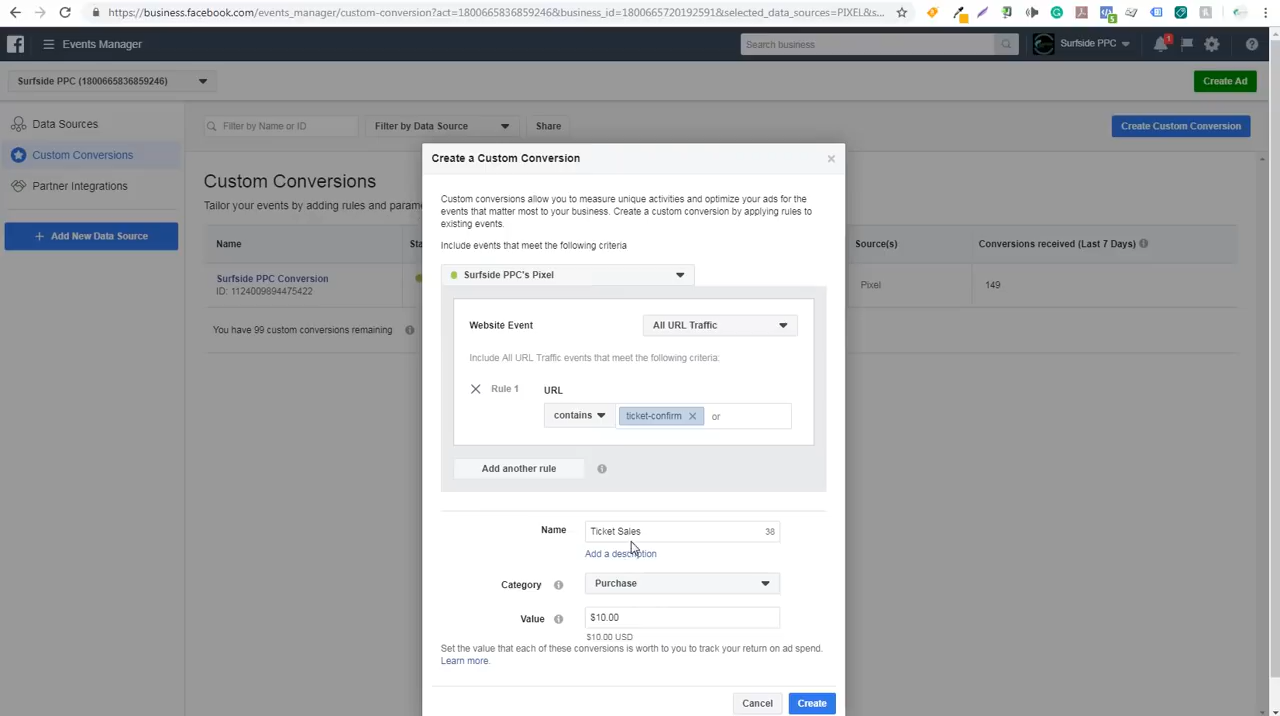 https://business.facebook.com/events_manager/custom-conversion?act=1800665836859246&business_id=1800665720192591&selected_data_sources=PIXEL&s...
5
Events Manager
Search business
Surfside PPC
1
Surfside PPC (1800665836859246)
Create Ad
Data Sources
Custom Conversions
Partner Integrations
+ Add New Data Source
Filter by Name or ID
Filter by Data Source
Share
Create Custom Conversion
Custom Conversions
Tailor your events by adding rules and parame
Name
Sta
Source(s)
Conversions received (Last 7 Days)
Surfside PPC Conversion
ID: 1124009894475422
Pixel
149
You have 99 custom conversions remaining
Create a Custom Conversion
Custom conversions allow you to measure unique activities and optimize your ads for the
events that matter most to your business. Create a custom conversion by applying rules to
existing events.
Include events that meet the following criteria
Surfside PPC's Pixel
Website Event
All URL Traffic
Include All URL Traffic events that meet the following criteria:
Rule 1
URL
contains
ticket-confirm
or
Add another rule
Name
Ticket Sales
38
Add a description
Category
Purchase
Value
$10.00
$10.00 USD
Set the value that each of these conversions is worth to you to track your return on ad spend.
Learn more.
Cancel
Create